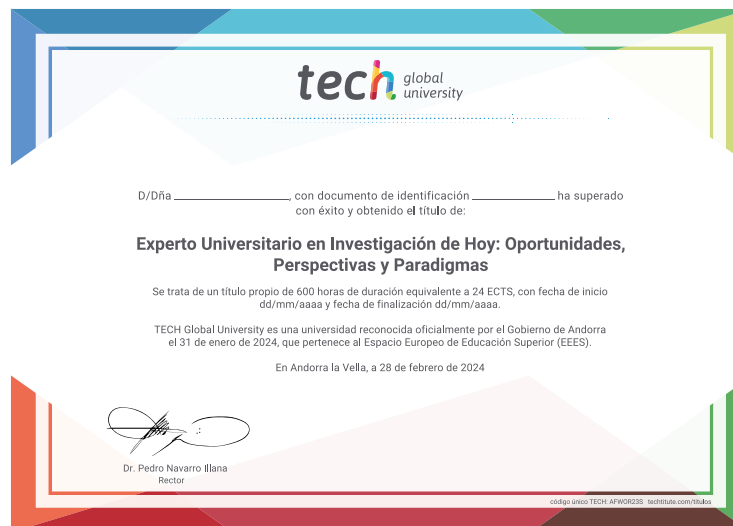 tech global
university
D/Dña ______________, con documento de identificación __________ ha superado
con éxito y obtenido el título de:
Experto Universitario en Investigación de Hoy: Oportunidades,
Perspectivas y Paradigmas
Se trata de un título propio de 600 horas de duración equivalente a 24 ECTS, con fecha de inicio
dd/mm/aaaa y fecha de finalización dd/mm/aaaa.
TECH Global University es una universidad reconocida oficialmente por el Gobierno de Andorra
el 31 de enero de 2024, que pertenece al Espacio Europeo de Educación Superior (EEES).
En Andorra la Vella, a 28 de febrero de 2024
Dr. Pedro Navarro Illana
Rector
código único TECH: AFWOR23S techtitute.com/titulos